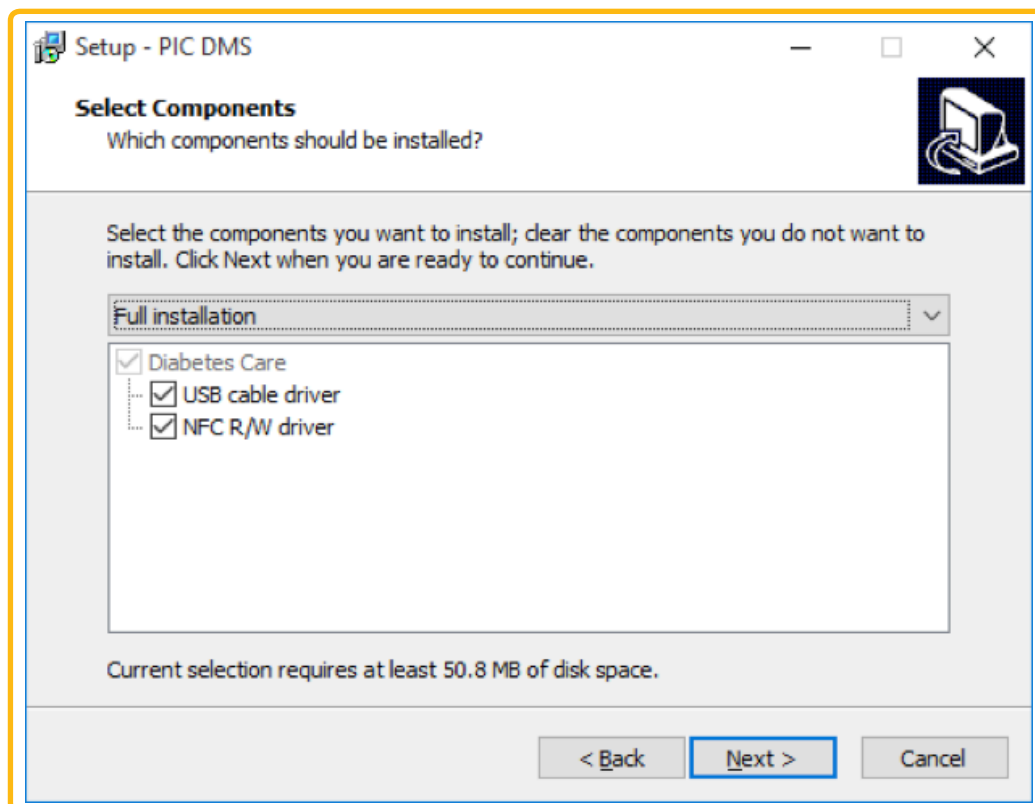 Setup - PIC DMS
Select Components
Which components should be installed?
Select the components you want to install; clear the components you do not want to
install. Click Next when you are ready to continue.
Full installation
Diabetes Care
USB cable driver
NFC R/W driver
Current selection requires at least 50.8 MB of disk space.
< Back Next > Cancel